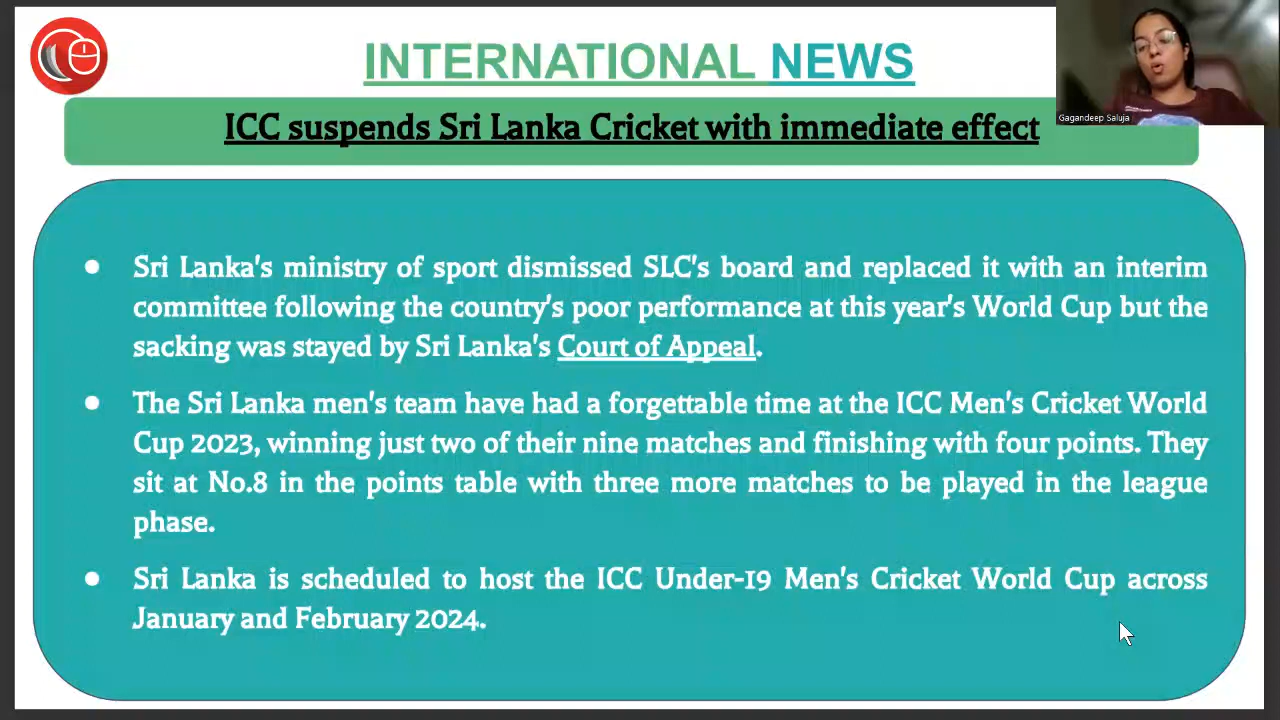 INTERNATIONAL NEWS
Gagandeep Saluja
ICC suspends Sri Lanka Cricket with immediate effect
● Sri Lanka's ministry of sport dismissed SLC's board and replaced it with an interim
committee following the country's poor performance at this year's World Cup but the
sacking was stayed by Sri Lanka's Court of Appeal.
● The Sri Lanka men's team have had a forgettable time at the ICC Men's Cricket World
Cup 2023, winning just two of their nine matches and finishing with four points. They
sit at No.8 in the points table with three more matches to be played in the league
phase.
● Sri Lanka is scheduled to host the ICC Under-19 Men's Cricket World Cup across
January and February 2024.